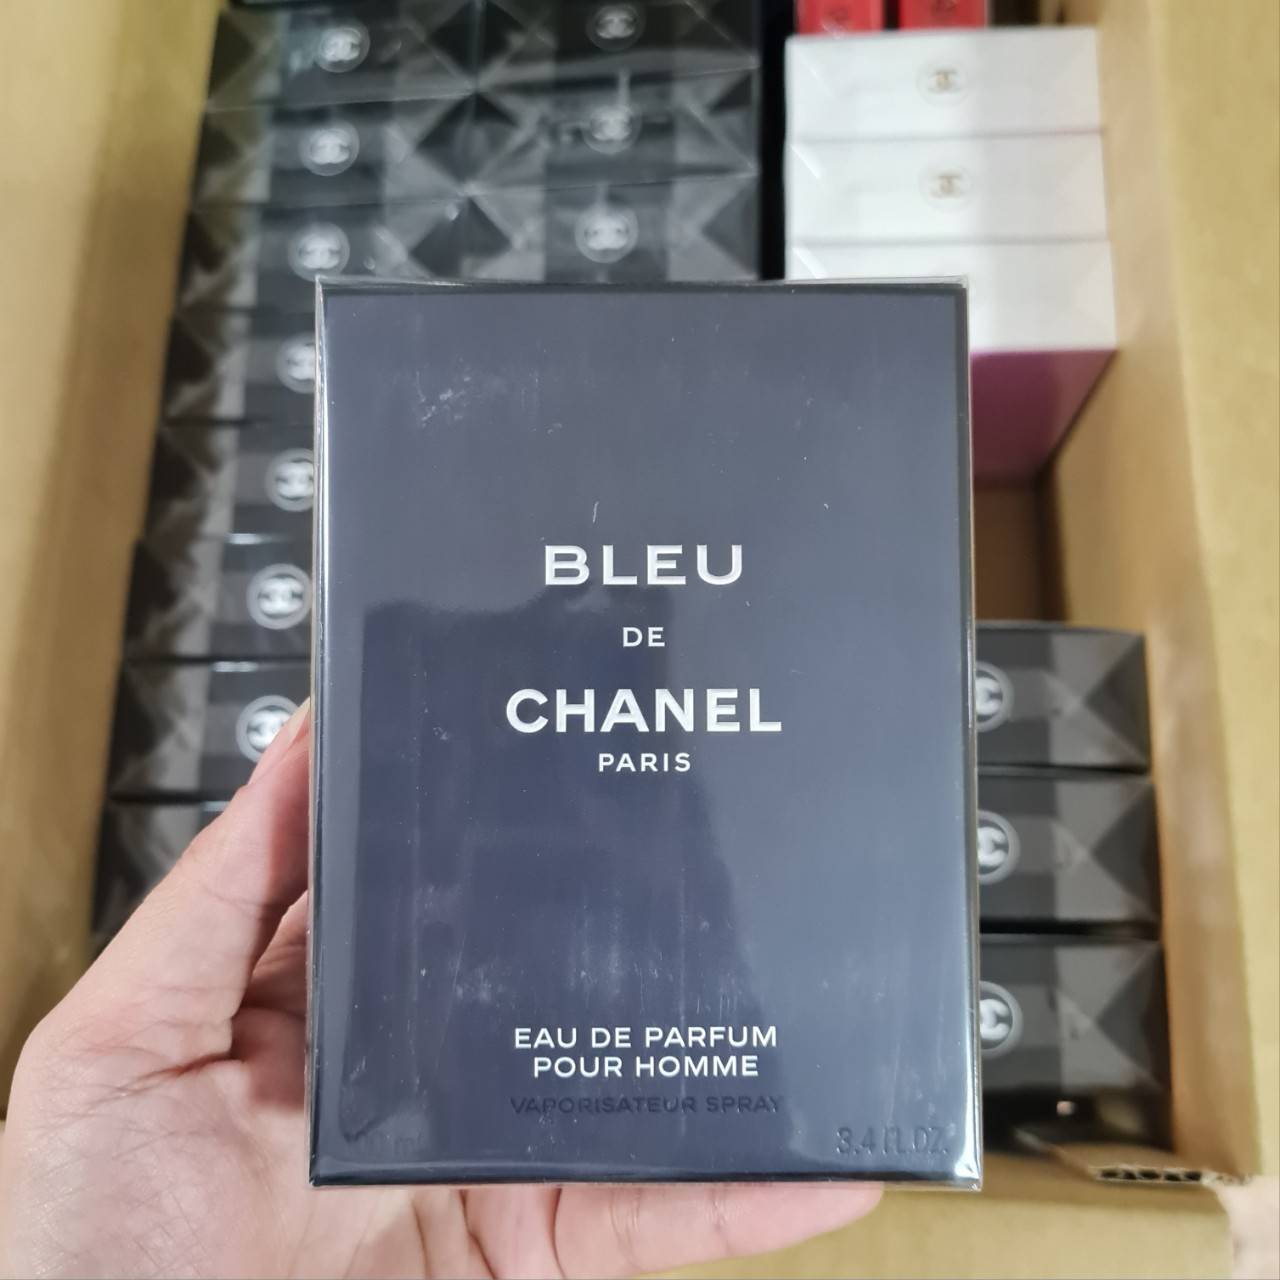 BLEU
DE
CHANEL
PARIS
EAU DE PARFUM
POUR HOMME
VAPORISATEUR SPRAY
3.4 FL.OZ.